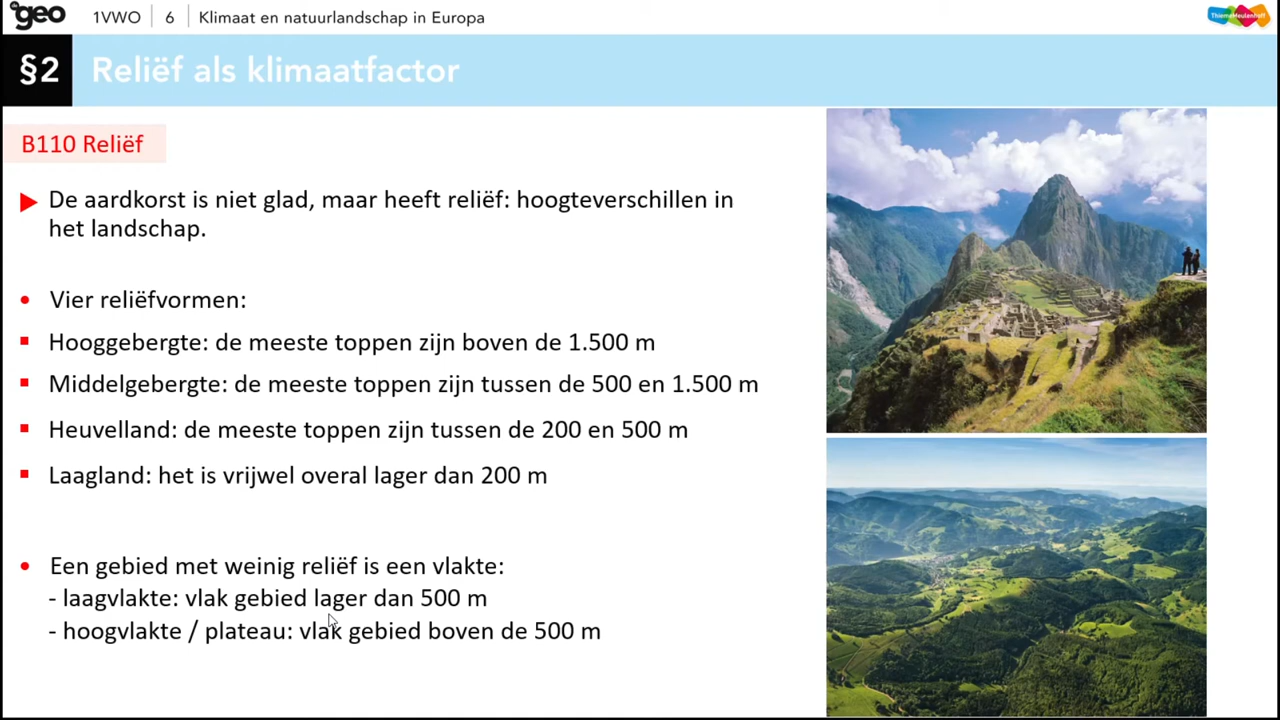 geo
1VWO | 6 | Klimaat en natuurlandschap in Europa
ThiemeMeulenhoff
§2 Reliëf als klimaatfactor
B110 Reliëf
De aardkorst is niet glad, maar heeft reliëf: hoogteverschillen in
het landschap.
• Vier reliëfvormen:
▪ Hooggebergte: de meeste toppen zijn boven de 1.500 m
▪ Middelgebergte: de meeste toppen zijn tussen de 500 en 1.500 m
▪ Heuvelland: de meeste toppen zijn tussen de 200 en 500 m
▪ Laagland: het is vrijwel overal lager dan 200 m
• Een gebied met weinig reliëf is een vlakte:
- laagvlakte: vlak gebied lager dan 500 m
- hoogvlakte / plateau: vlak gebied boven de 500 m